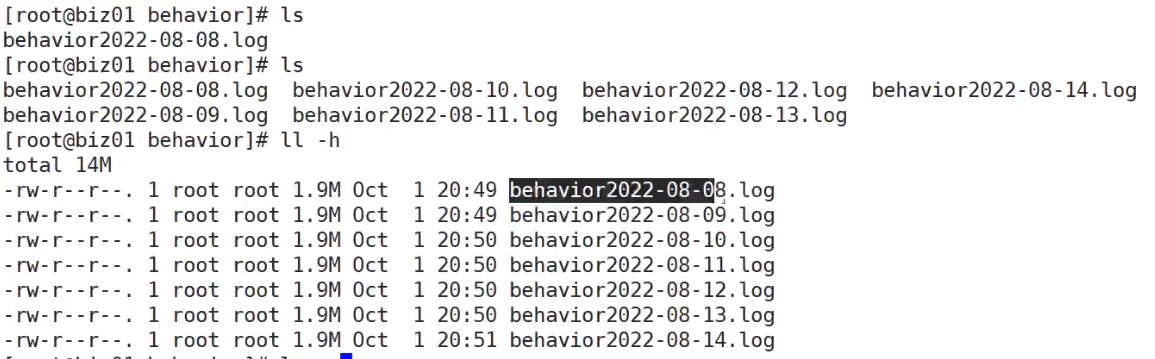 [root@biz01 behavior]# ls
behavior2022-08-08.log
[root@biz01 behavior]# ls
behavior2022-08-08.log  behavior2022-08-10.log  behavior2022-08-12.log  behavior2022-08-14.log
behavior2022-08-09.log  behavior2022-08-11.log  behavior2022-08-13.log
[root@biz01 behavior]# ll -h
total 14M
-rw-r--r--. 1 root root 1.9M Oct  1 20:49 behavior2022-08-08.log
-rw-r--r--. 1 root root 1.9M Oct  1 20:49 behavior2022-08-09.log
-rw-r--r--. 1 root root 1.9M Oct  1 20:50 behavior2022-08-10.log
-rw-r--r--. 1 root root 1.9M Oct  1 20:50 behavior2022-08-11.log
-rw-r--r--. 1 root root 1.9M Oct  1 20:50 behavior2022-08-12.log
-rw-r--r--. 1 root root 1.9M Oct  1 20:50 behavior2022-08-13.log
-rw-r--r--. 1 root root 1.9M Oct  1 20:51 behavior2022-08-14.log